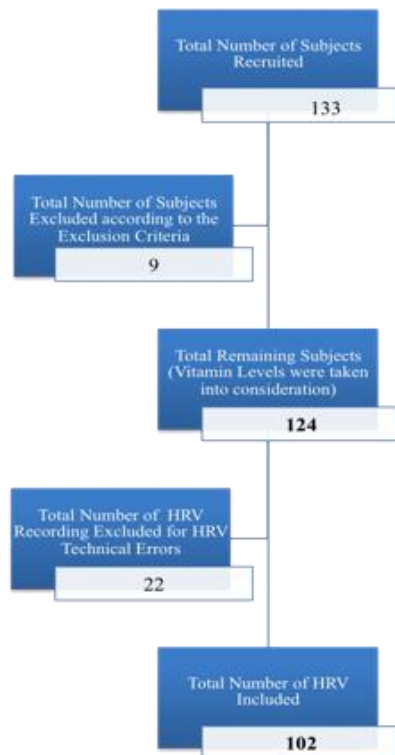 Total Number of Subjects
Recruited
133
Total Number of Subjects
Excluded according to the
Exclusion Criteria
9
Total Remaining Subjects
(Vitamin Levels were taken
into consideration)
124
Total Number of HRV
Recording Excluded for HRV
Technical Errors
22
Total Number of HRV
Included
102